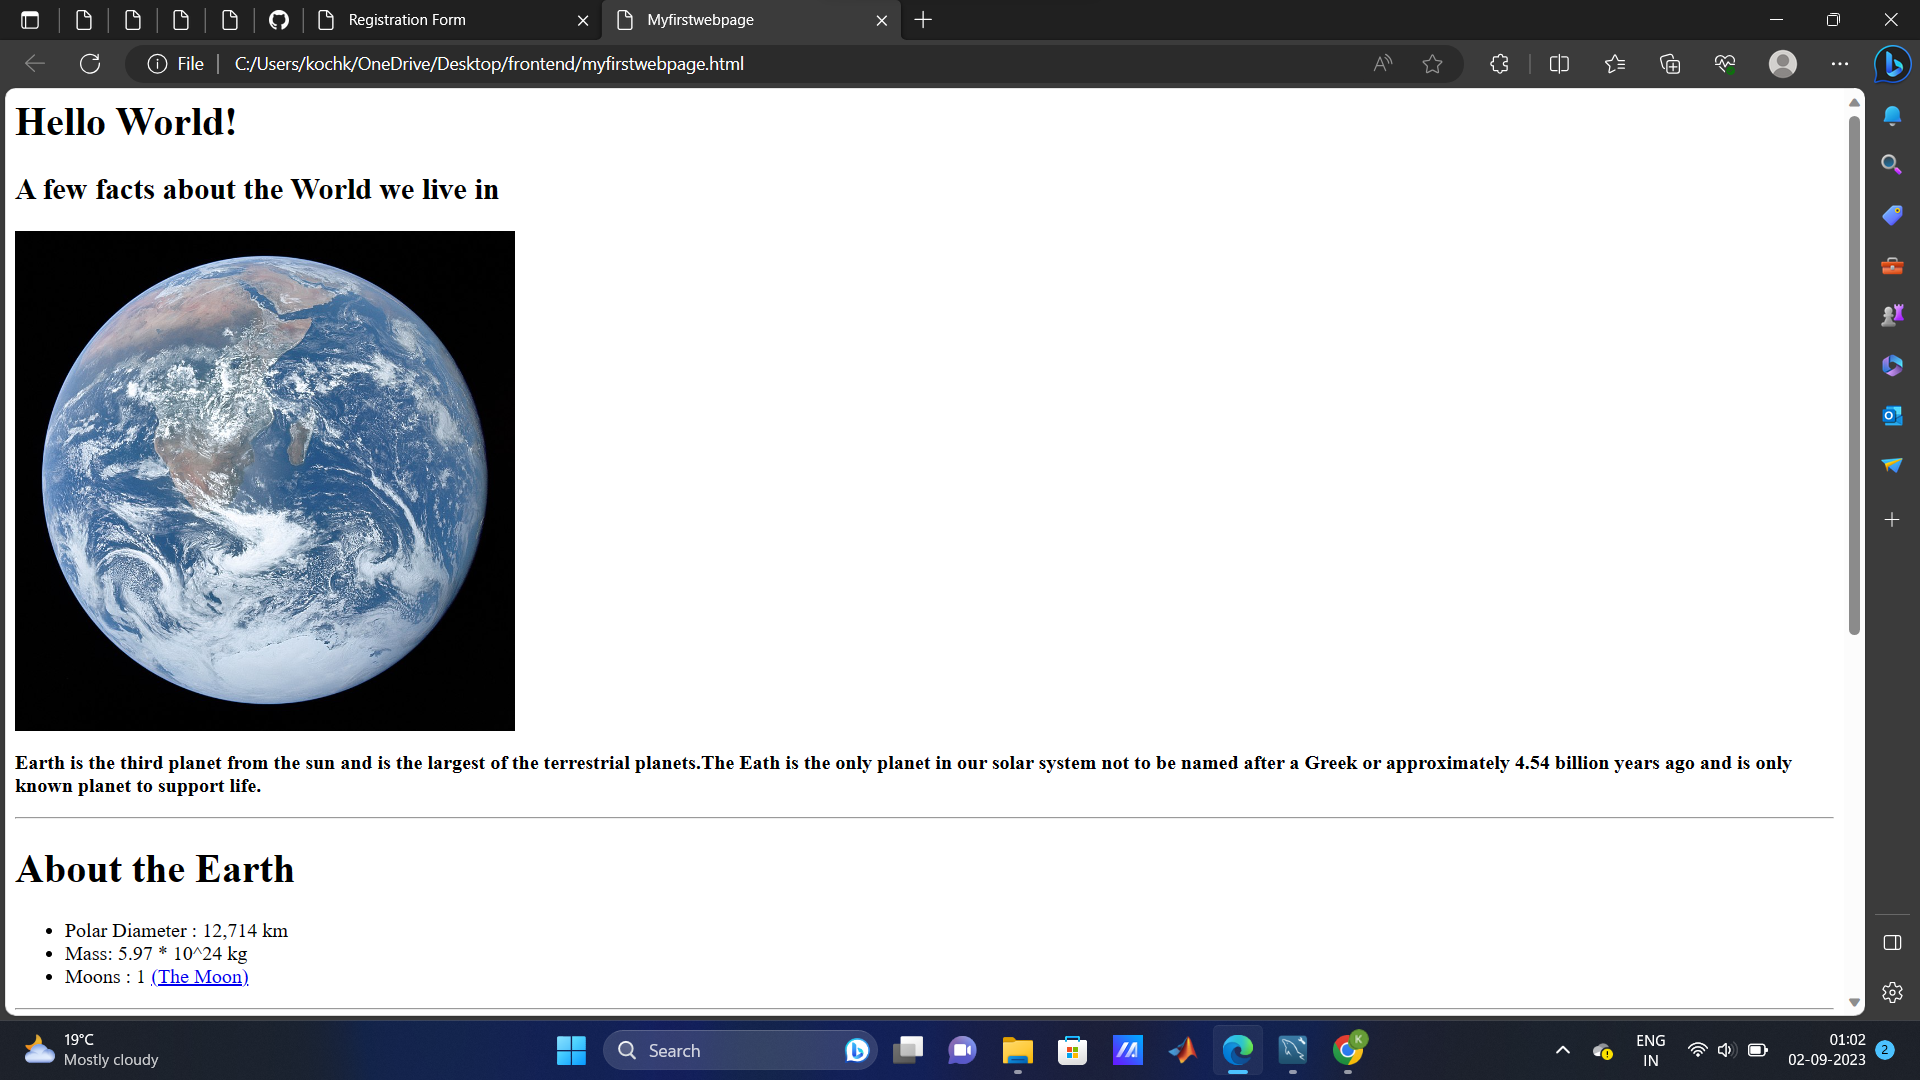 Registration Form
Myfirstwebpage
File
C:/Users/kochk/OneDrive/Desktop/frontend/myfirstwebpage.html
Hello World!
A few facts about the World we live in
Earth is the third planet from the sun and is the largest of the terrestrial planets.The Eath is the only planet in our solar system not to be named after a Greek or approximately 4.54 billion years ago and is only
known planet to support life.
About the Earth
• Polar Diameter : 12,714 km
• Mass: 5.97 * 10^24 kg
• Moons : 1 (The Moon)
19°C
Mostly cloudy
Search
K
ENG
IN
01:02
02-09-2023
2